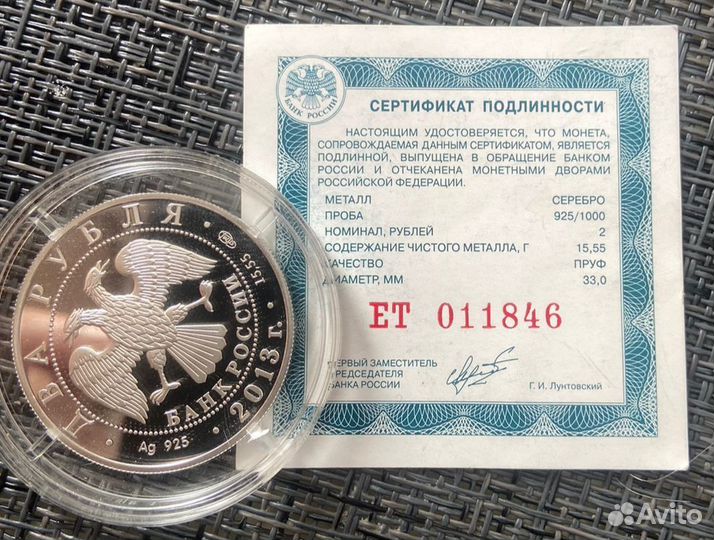 БАНК РОССИИ
СЕРТИФИКАТ ПОДЛИННОСТИ
НАСТОЯЩИМ УДОСТОВЕРЯЕТСЯ, ЧТО МОНЕТА,
СОПРОВОЖДАЕМАЯ ДАННЫМ СЕРТИФИКАТОМ, ЯВЛЯЕТСЯ
ПОДЛИННОЙ, ВЫПУЩЕНА В ОБРАЩЕНИЕ БАНКОМ
РОССИИ И ОТЧЕКАНЕНА МОНЕТНЫМИ ДВОРАМИ
РОССИЙСКОЙ ФЕДЕРАЦИИ.
МЕТАЛЛ СЕРЕБРО
ПРОБА 925/1000
НОМИНАЛ, РУБЛЕЙ 2
СОДЕРЖАНИЕ ЧИСТОГО МЕТАЛЛА, Г 15,55
КАЧЕСТВО ПРУФ
ДИАМЕТР, ММ 33,0
ЕТ 011846
ПЕРВЫЙ ЗАМЕСТИТЕЛЬ
ПРЕДСЕДАТЕЛЯ
БАНКА РОССИИ
Г. И. Лунтовский
ДВА РУБЛЯ
15,55
БАНК РОССИИ
2013 г.
Ag 925
Avito